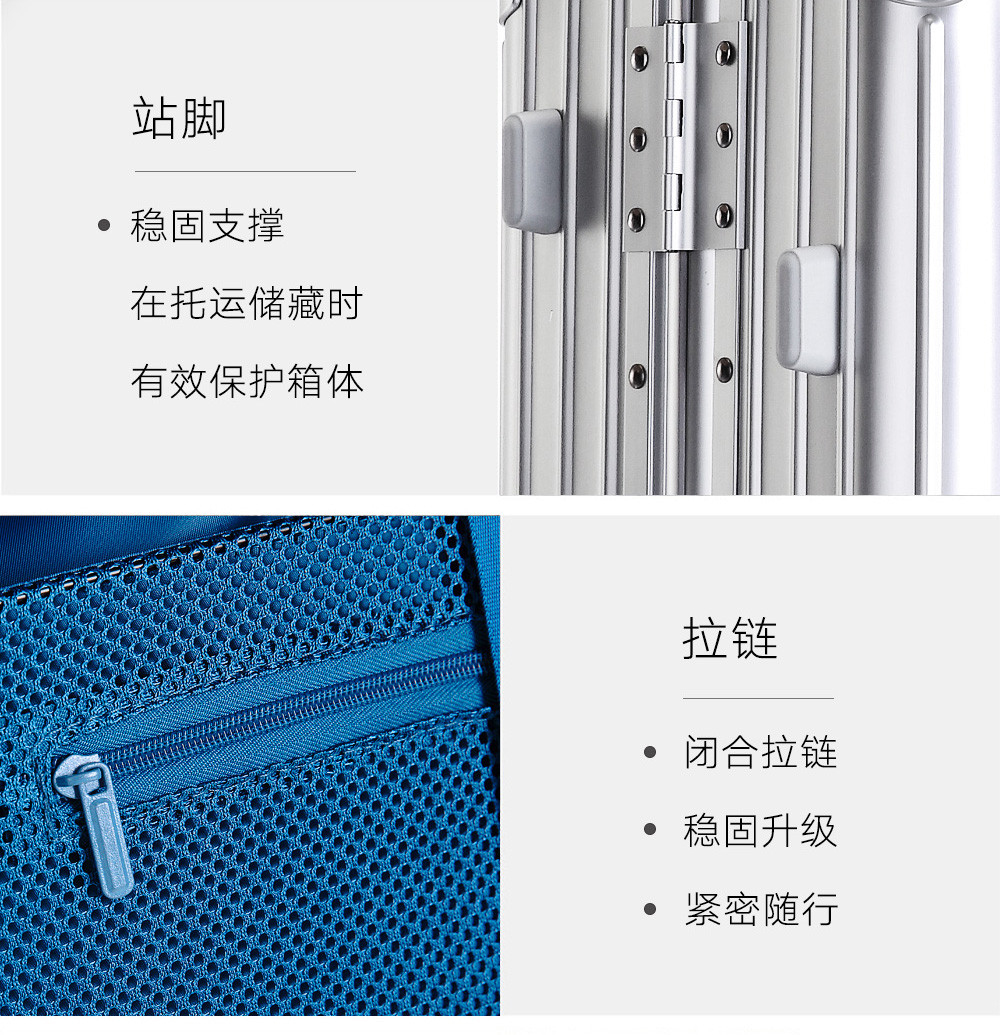 站脚
稳固支撑
在托运储藏时
有效保护箱体
拉链
闭合拉链
稳固升级
紧密随行